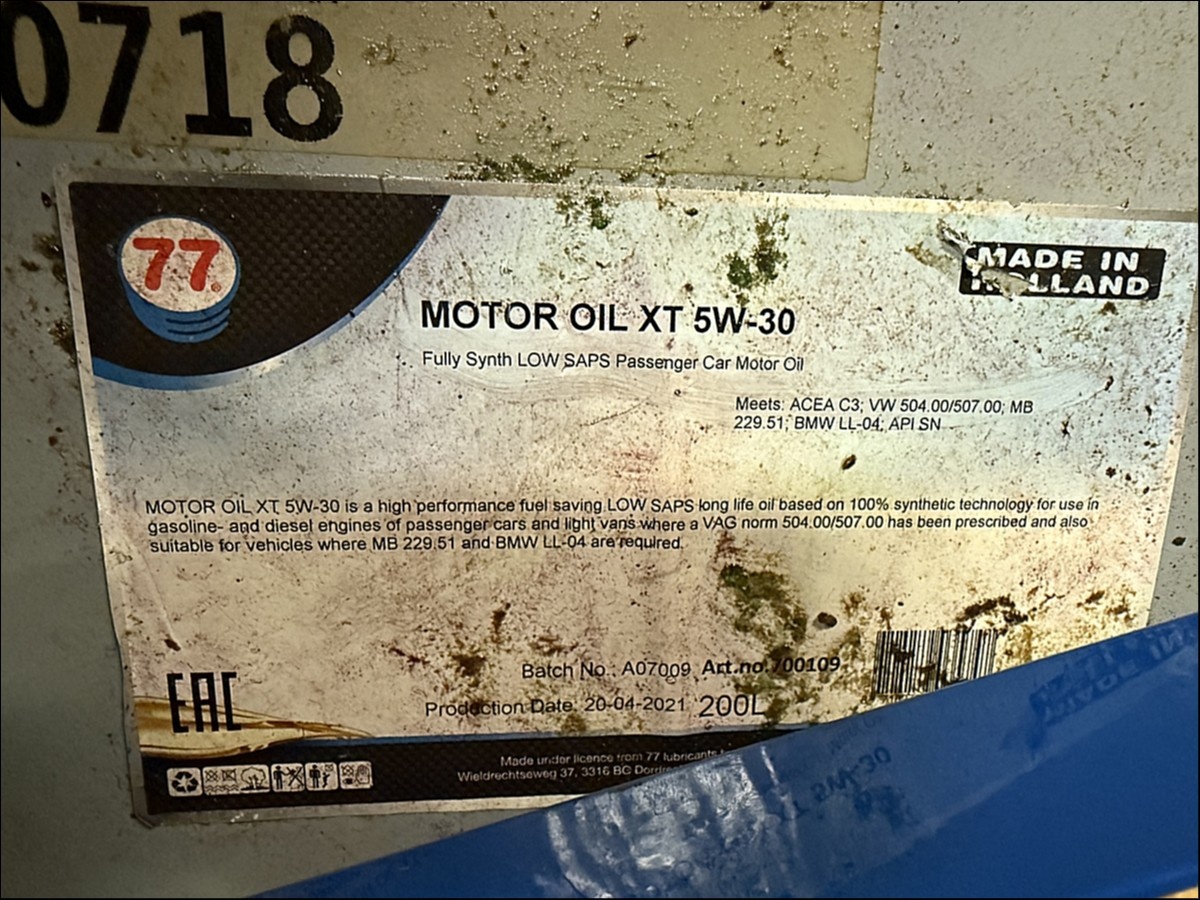 0718
77
MADE IN
HOLLAND
MOTOR OIL XT 5W-30
Fully Synth LOW SAPS Passenger Car Motor Oil
Meets: ACEA C3; VW 504.00/507.00; MB
229.51; BMW LL-04; API SN
MOTOR OIL XT 5W-30 is a high performance fuel saving LOW SAPS long life oil based on 100% synthetic technology for use in
gasoline- and diesel engines of passenger cars and light vans where a VAG norm 504.00/507.00 has been prescribed and also
suitable for vehicles where MB 229.51 and BMW LL-04 are required.
Batch No.: A07009 Art.no.700109
Production Date: 20-04-2021 200L
EAC
Made under licence from 77 lubricants
Wieldrechtseweg 37, 3316 BG
5W-30